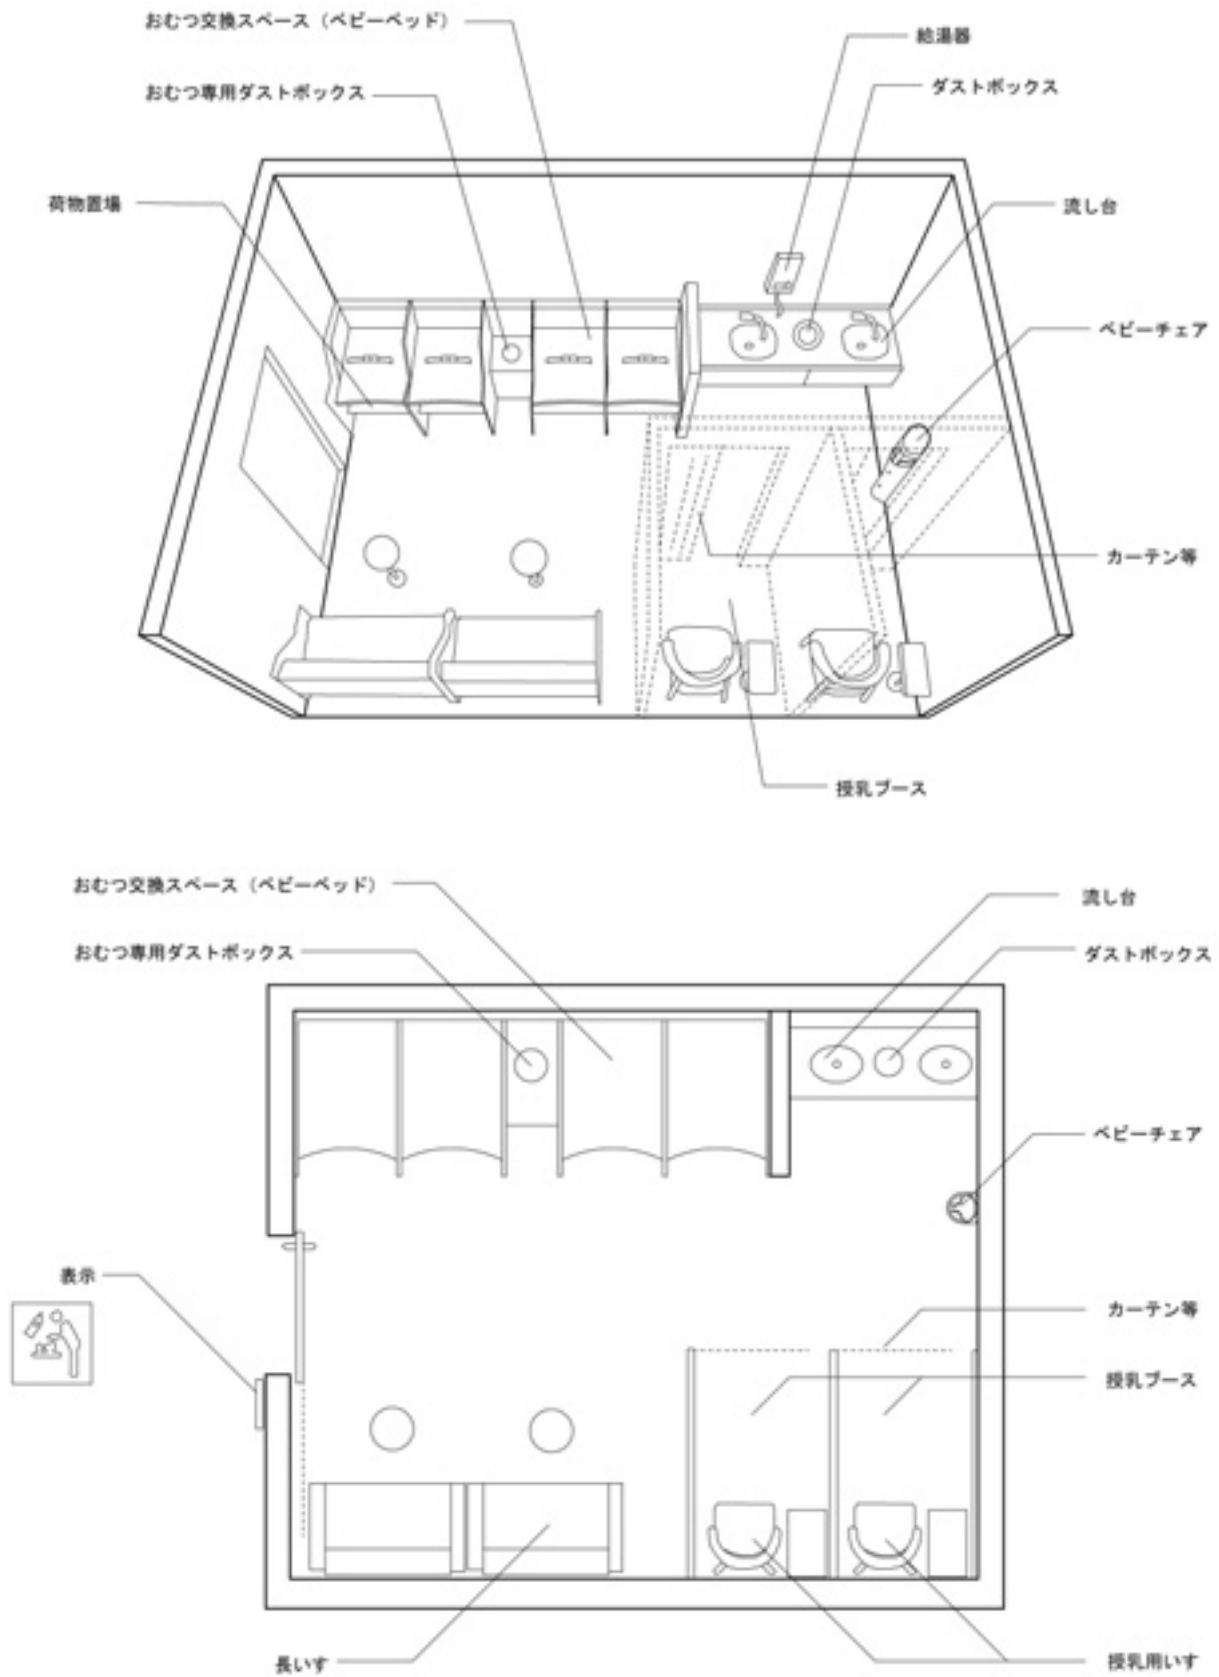 おむつ交換スペース（ベビーベッド）
給湯器
おむつ専用ダストボックス
ダストボックス
荷物置場
流し台
ベビーチェア
カーテン等
授乳ブース
おむつ交換スペース（ベビーベッド）
流し台
おむつ専用ダストボックス
ダストボックス
ベビーチェア
表示
カーテン等
授乳ブース
長いす
授乳用いす